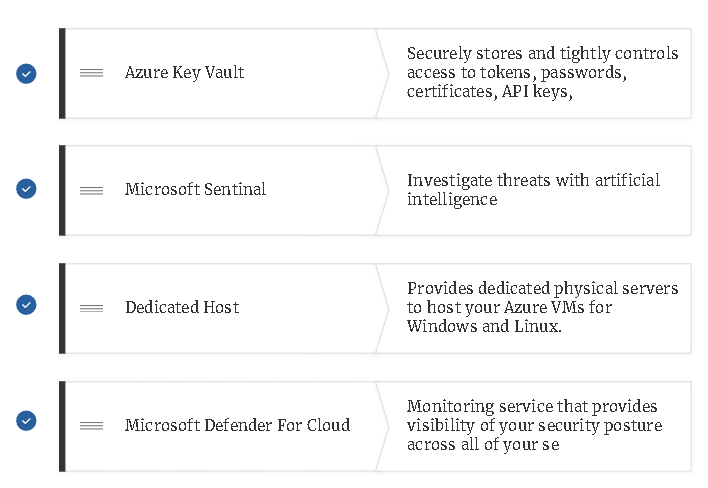 Azure Key Vault
Securely stores and tightly controls
access to tokens, passwords,
certificates, API keys,
Microsoft Sentinal
Investigate threats with artificial
intelligence
Dedicated Host
Provides dedicated physical servers
to host your Azure VMs for
Windows and Linux.
Microsoft Defender For Cloud
Monitoring service that provides
visibility of your security posture
across all of your se